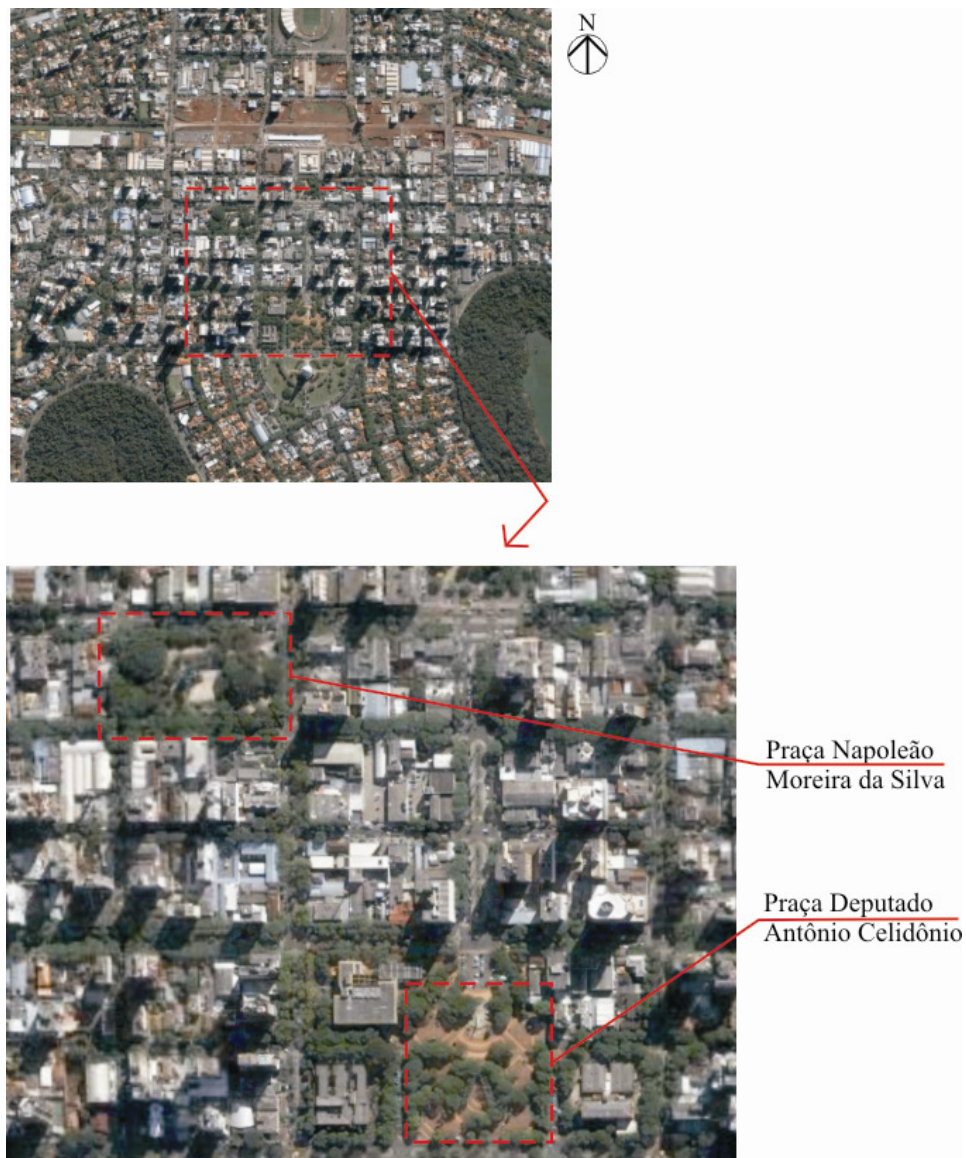 N
Praça Napoleão
Moreira da Silva
Praça Deputado
Antônio Celidônio